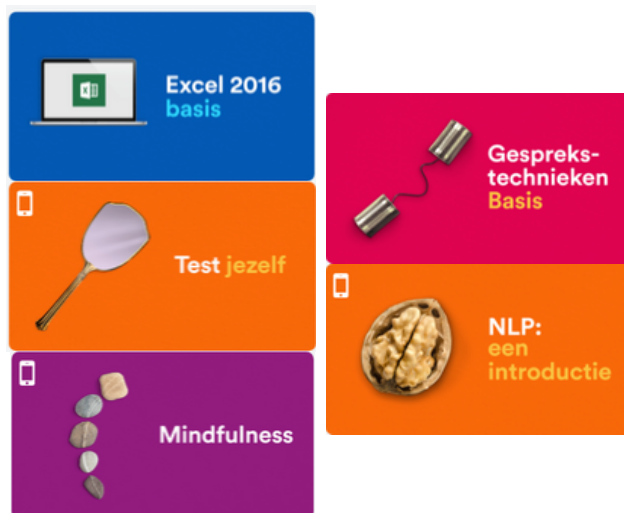 Excel 2016
basis
Test jezelf
Mindfulness
Gespreks-
technieken
Basis
NLP:
een
introductie